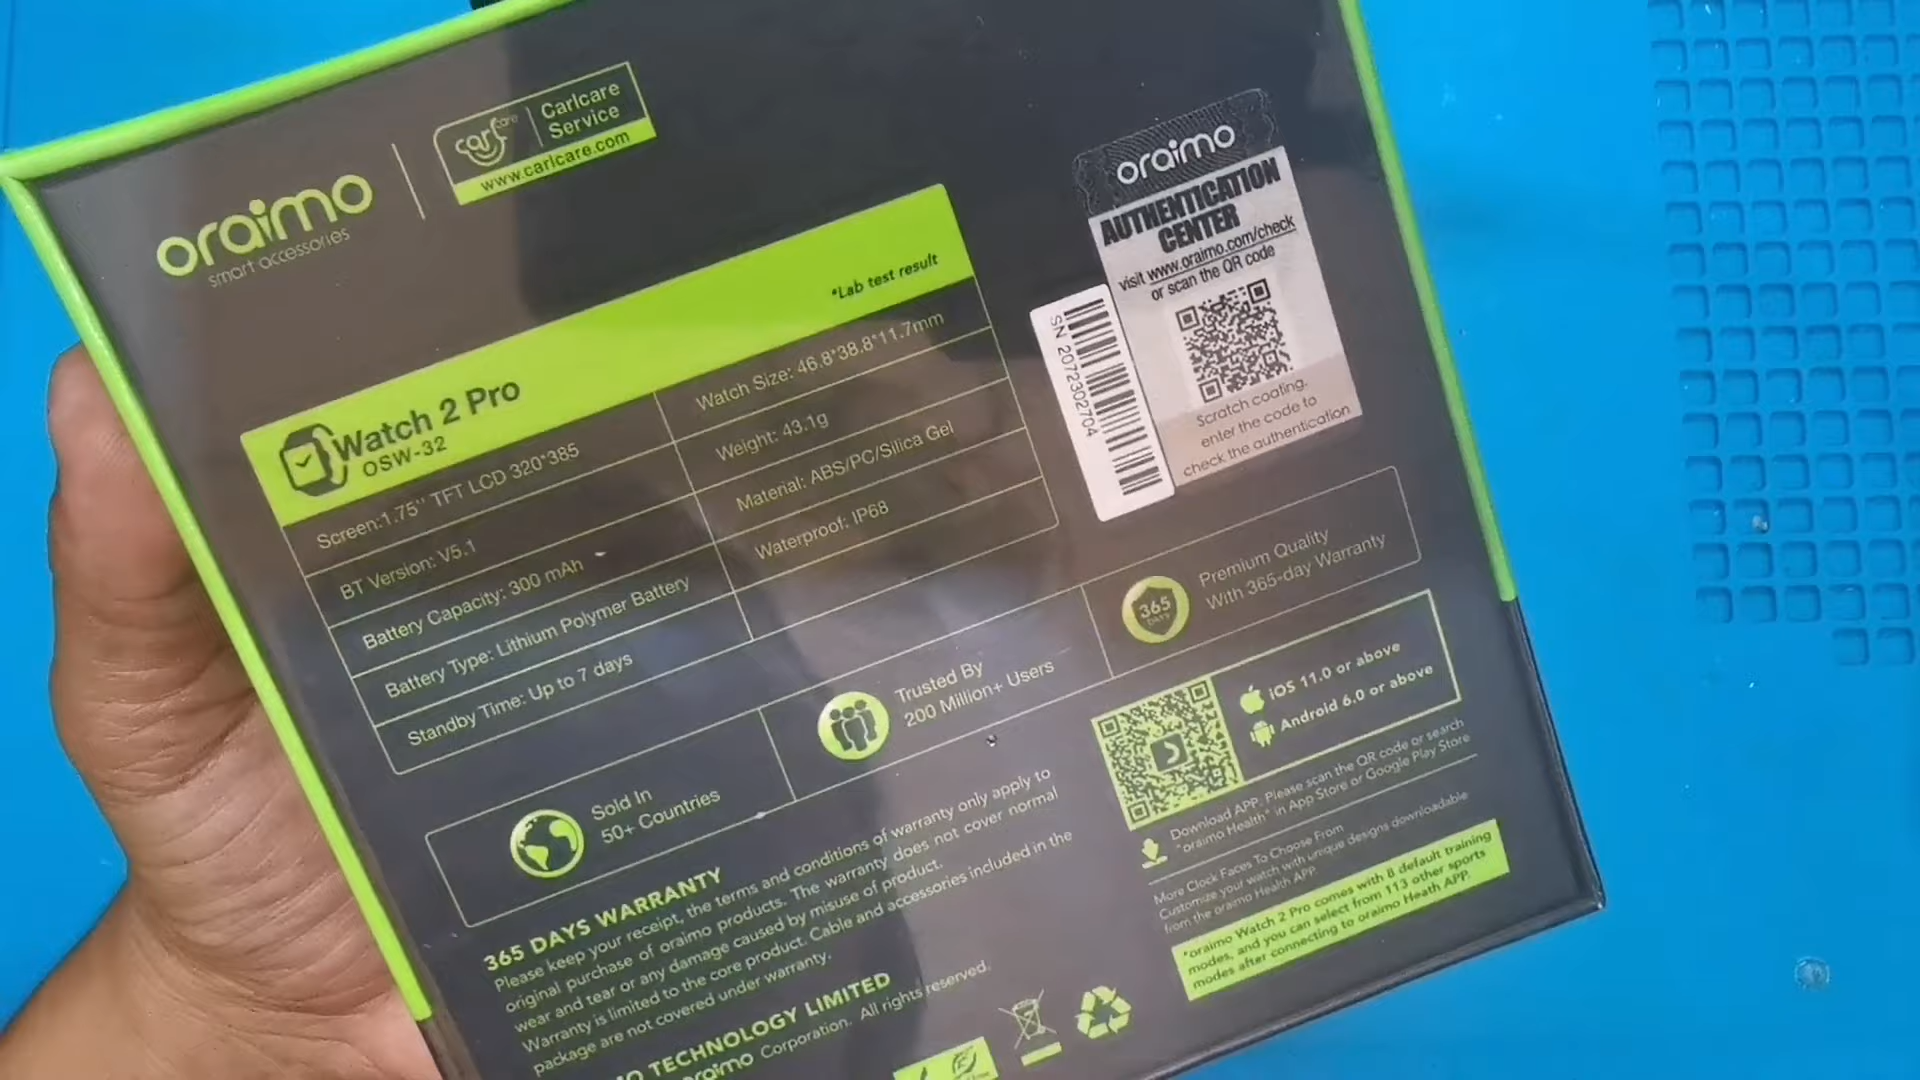 oraimo
smart accessories
carl care
Carlcare
Service
www.carlcare.com
oraimo
AUTHENTICATION
CENTER
visit www.oraimo.com/check
or scan the QR code
Scratch coating.
enter the code to
check the authentication
SN 2072302704
*Lab test result
Watch 2 Pro
OSW-32
Screen:1.75'' TFT LCD 320*385
Watch Size: 46.8*38.8*11.7mm
BT Version: V5.1
Weight: 43.1g
Battery Capacity: 300 mAh
Material: ABS/PC/Silica Gel
Battery Type: Lithium Polymer Battery
Waterproof: IP68
Standby Time: Up to 7 days
Sold In
50+ Countries
Trusted By
200 Million+ Users
365
DAYS
Premium Quality
With 365-day Warranty
iOS 11.0 or above
Android 6.0 or above
Download APP. Please scan the QR code or search
"oraimo Health" in App Store or Google Play Store
More Clock Faces To Choose From
Customize your watch with unique designs downloadable
from the oraimo Health APP.
*oraimo Watch 2 Pro comes with 8 default training
modes, and you can select from 113 other sports
modes after connecting to oraimo Heath APP.
365 DAYS WARRANTY
Please keep your receipt, the terms and conditions of warranty only apply to
original purchase of oraimo products. The warranty does not cover normal
wear and tear or any damage caused by misuse of product.
Warranty is limited to the core product. Cable and accessories included in the
package are not covered under warranty.
TECHNOLOGY LIMITED
oraimo Corporation. All rights reserved.